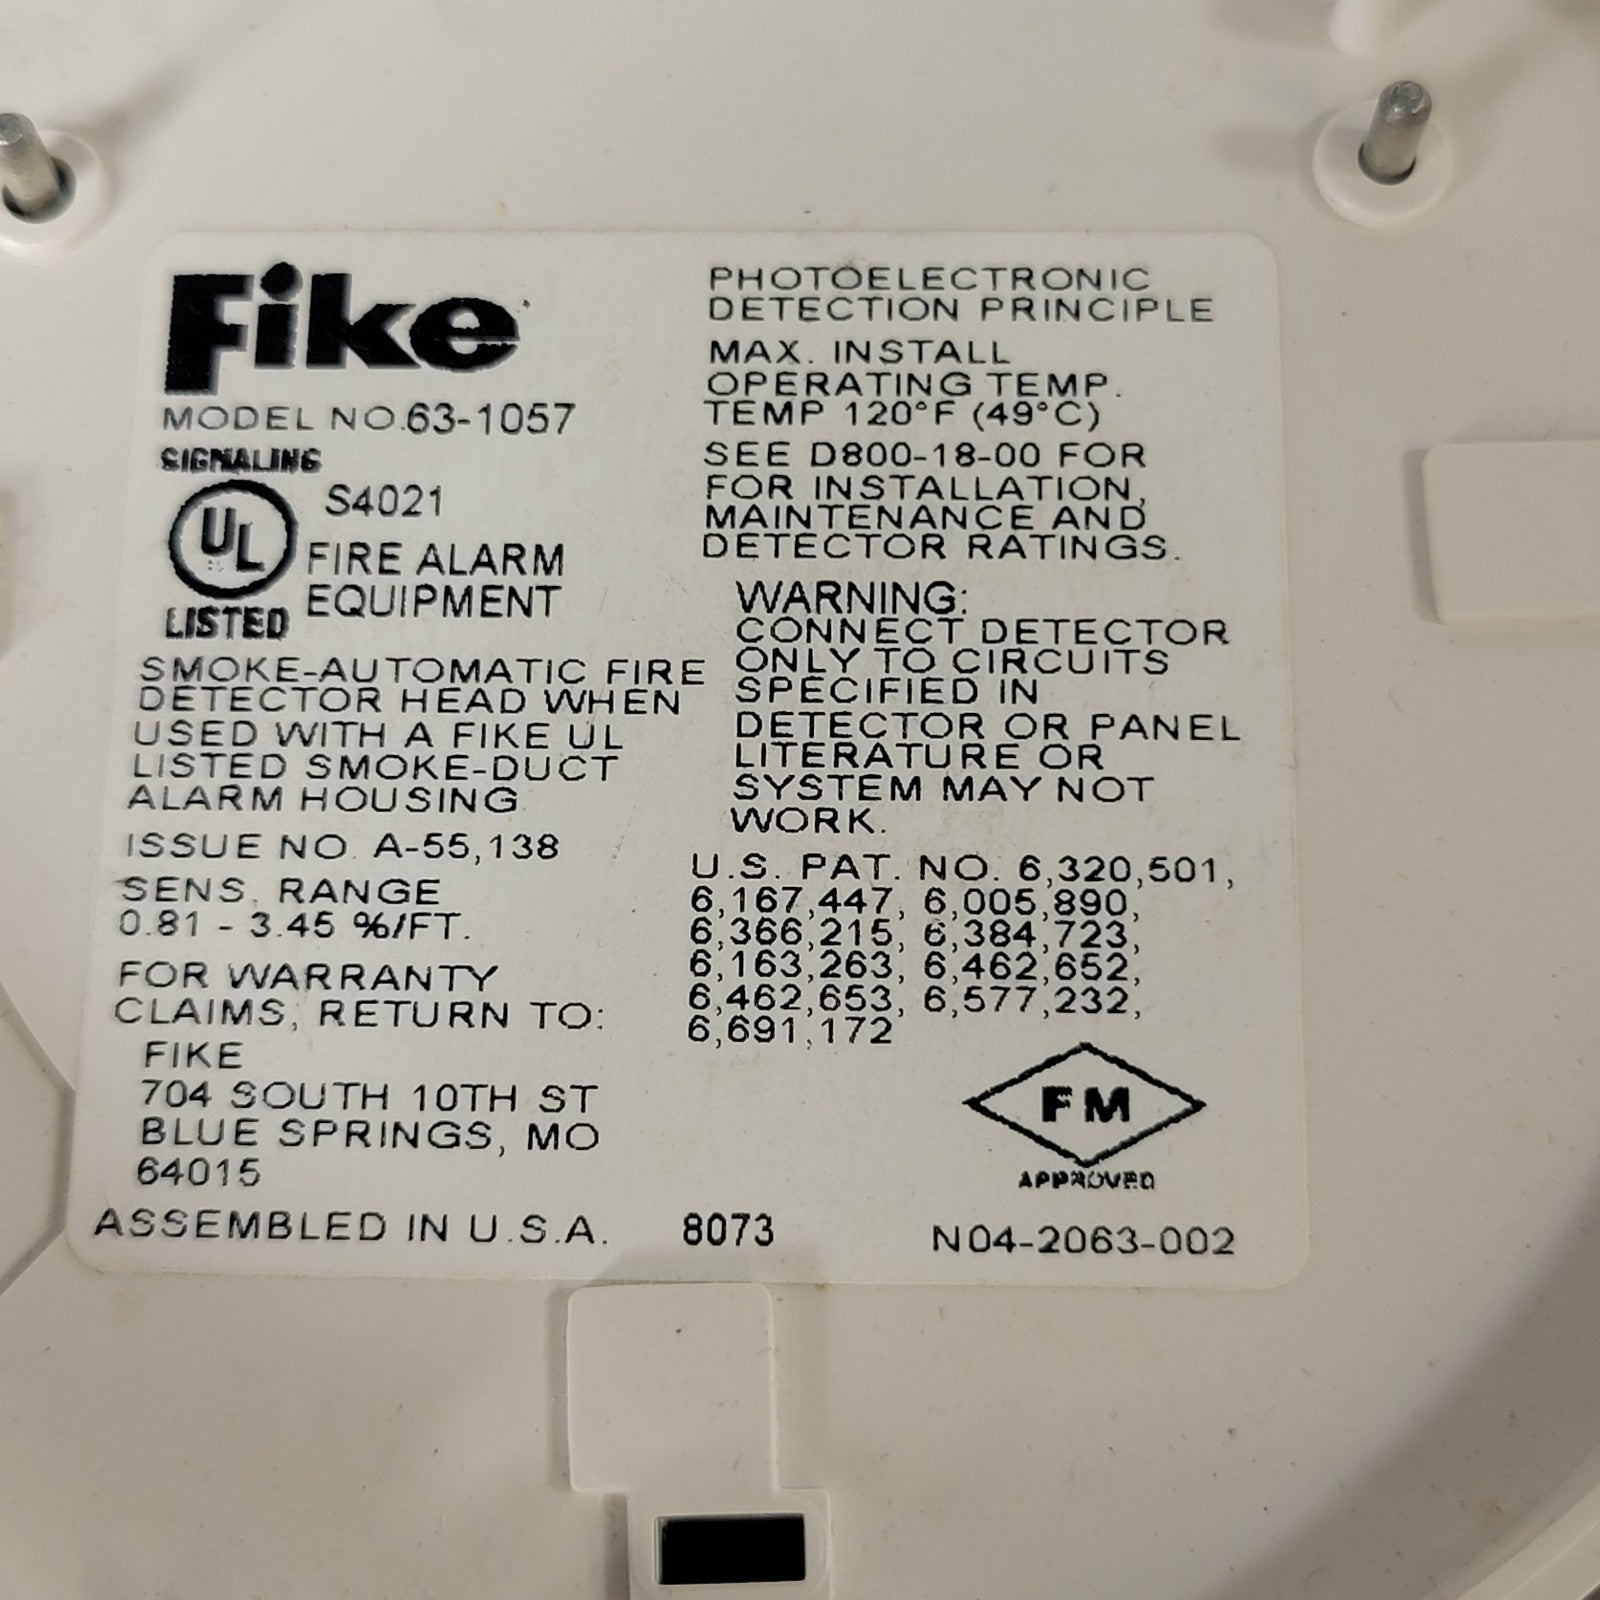 Fike
MODEL NO.63-1057
SIGNALING
UL
LISTED
S4021
FIRE ALARM
EQUIPMENT
SMOKE-AUTOMATIC FIRE
DETECTOR HEAD WHEN
USED WITH A FIKE UL
LISTED SMOKE-DUCT
ALARM HOUSING
ISSUE NO. A-55,138
SENS. RANGE
0.81 - 3.45 %/FT.
FOR WARRANTY
CLAIMS, RETURN TO:
FIKE
704 SOUTH 10TH ST
BLUE SPRINGS, MO
64015
ASSEMBLED IN U.S.A.
8073
PHOTOELECTRONIC
DETECTION PRINCIPLE
MAX. INSTALL
OPERATING TEMP.
TEMP 120°F (49°C)
SEE D800-18-00 FOR
FOR INSTALLATION,
MAINTENANCE AND
DETECTOR RATINGS.
WARNING:
CONNECT DETECTOR
ONLY TO CIRCUITS
SPECIFIED IN
DETECTOR OR PANEL
LITERATURE OR
SYSTEM MAY NOT
WORK.
U.S. PAT. NO. 6,320,501,
6,167,447, 6,005,890,
6,366,215, 6,384,723,
6,163,263, 6,462,652,
6,462,653, 6,577,232,
6,691,172
FM
APPROVED
N04-2063-002